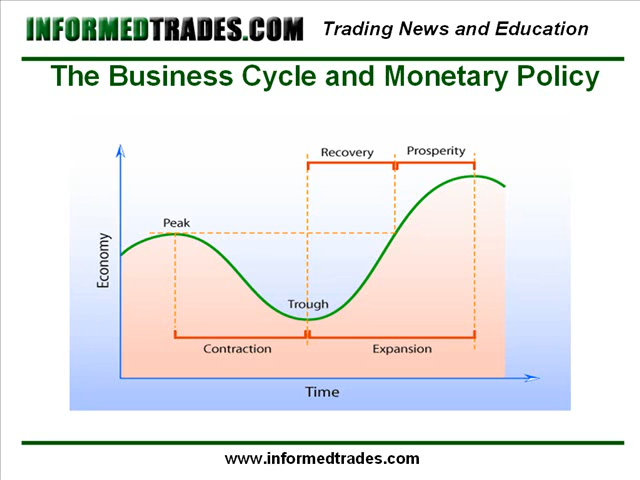 INFORMEDTRADES.COM Trading News and Education
The Business Cycle and Monetary Policy
Recovery Prosperity
Peak
Economy
Trough
Contraction Expansion
Time
www.informedtrades.com